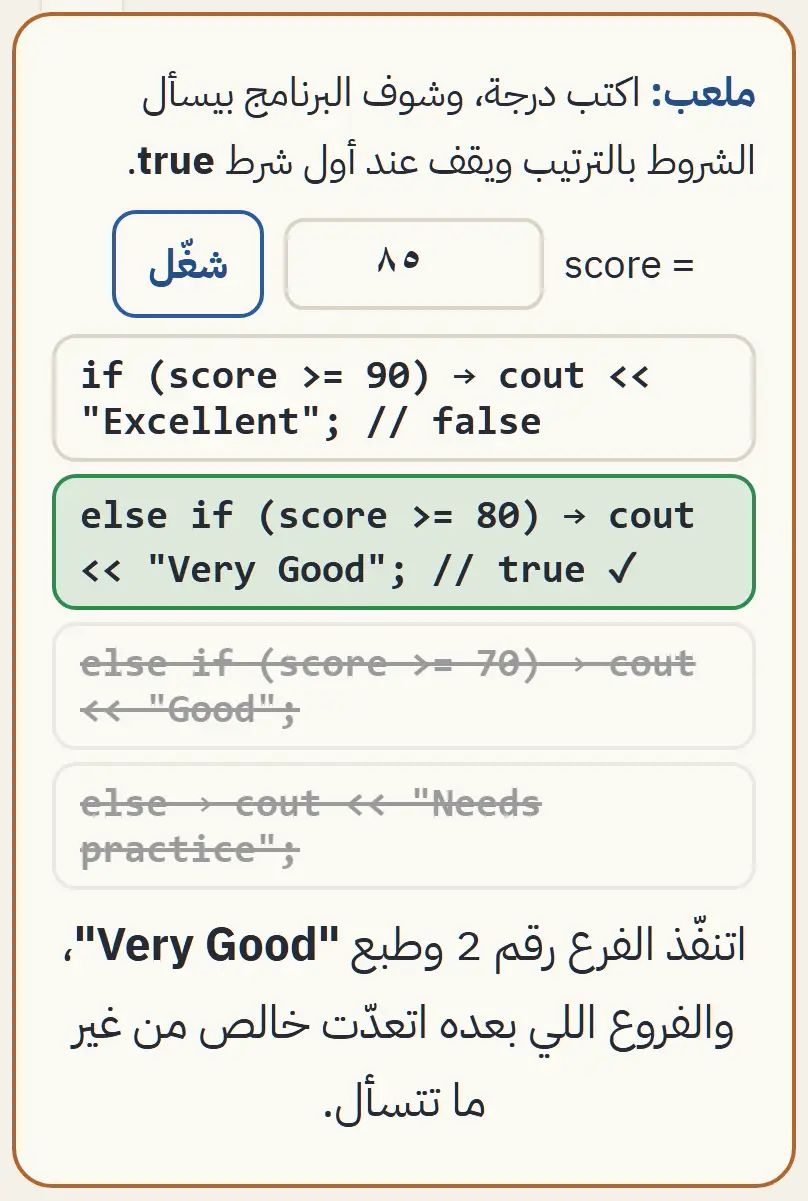 ملعب: اكتب درجة، وشوف البرنامج بيسأل
الشروط بالترتيب ويقف عند أول شرط true.
score =
٨٥
شغّل
if (score >= 90) → cout <<
"Excellent"; // false
else if (score >= 80) → cout
<< "Very Good"; // true ✓
else if (score >= 70) → cout
<< "Good";
else → cout << "Needs
practice";
اتنفّذ الفرع رقم 2 وطبع "Very Good"،
والفروع اللي بعده اتعدّت خالص من غير
ما تتسأل.